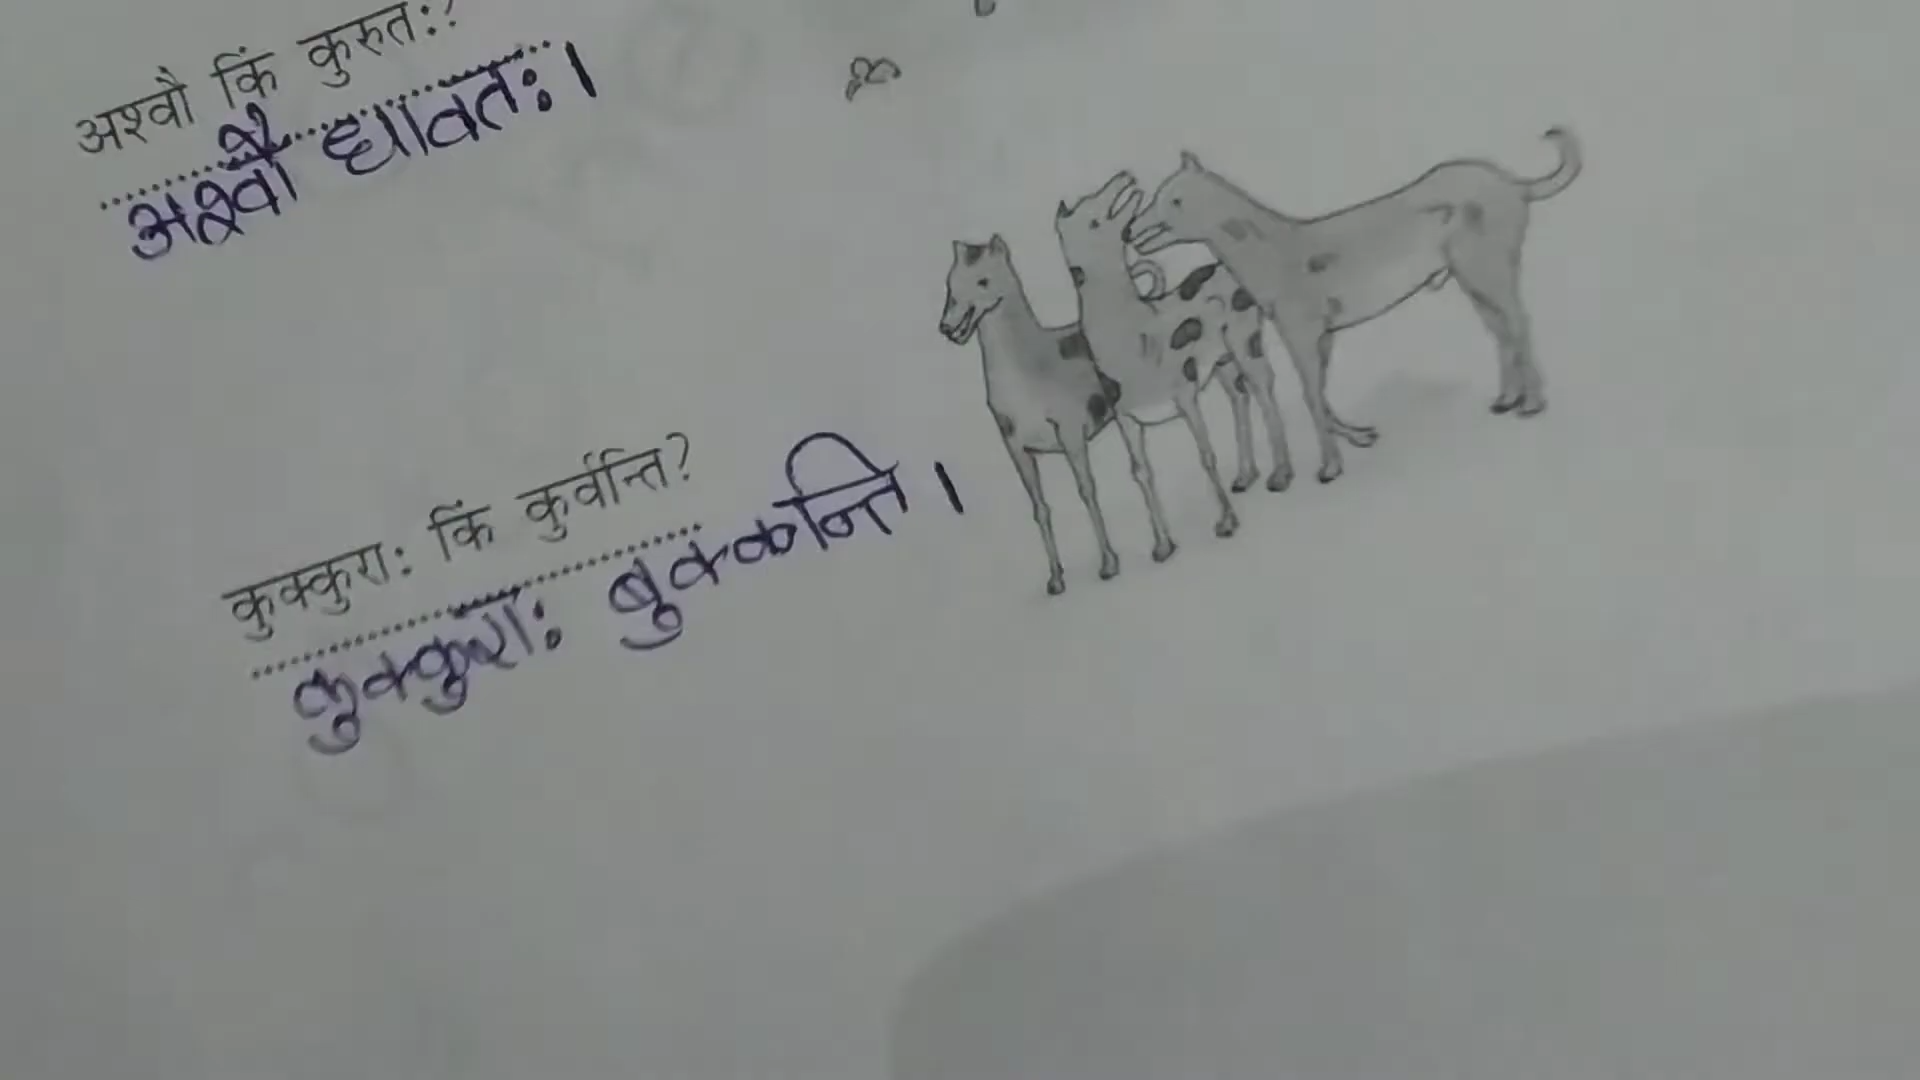 अश्वौ किं कुरुतः?
अश्वौ धावतः।
कुक्कुराः किं कुर्वन्ति?
कुक्कुराः बुक्कन्ति।